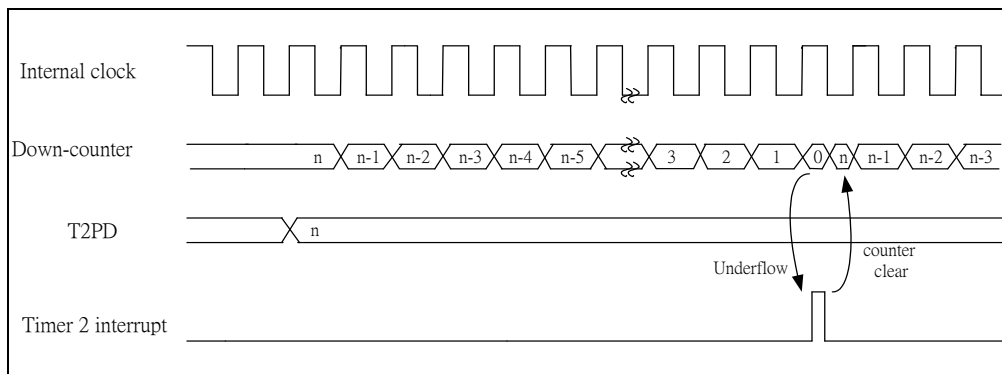 Internal clock
Down-counter
n n-1 n-2 n-3 n-4 n-5 3 2 1 0 n n-1 n-2 n-3
T2PD
n
Underflow
counter
clear
Timer 2 interrupt